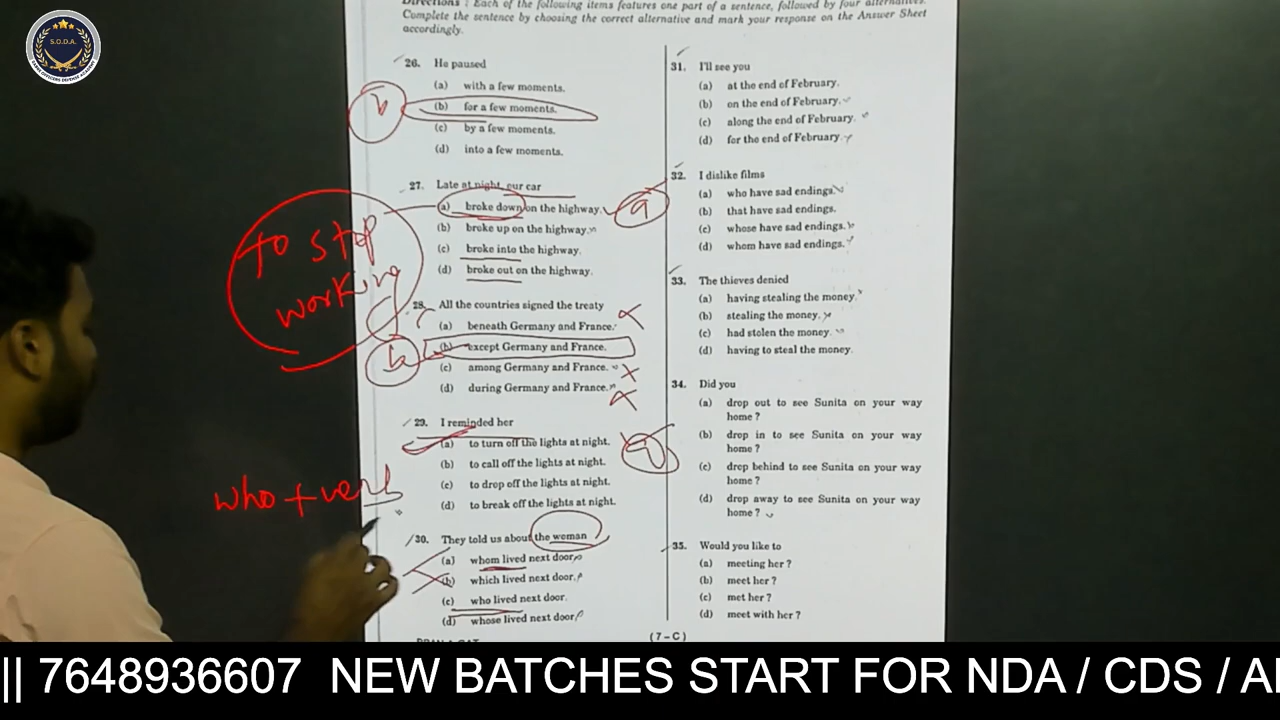 S.O.D.A.
Directions : Each of the following items features one part of a sentence, followed by four alternatives.
Complete the sentence by choosing the correct alternative and mark your response on the Answer Sheet
accordingly.
26. He paused
(a) with a few moments.
(b) for a few moments.
(c) by a few moments.
(d) into a few moments.
b
27. Late at night, our car
(a) broke down on the highway.
(b) broke up on the highway.
(c) broke into the highway.
(d) broke out on the highway.
a
to stop
working
28. All the countries signed the treaty
(a) beneath Germany and France.
(b) except Germany and France.
(c) among Germany and France.
(d) during Germany and France.
b
29. I reminded her
(a) to turn off the lights at night.
(b) to call off the lights at night.
(c) to drop off the lights at night.
(d) to break off the lights at night.
a
who + verb
30. They told us about the woman
(a) whom lived next door.
(b) which lived next door.
(c) who lived next door.
(d) whose lived next door.
31. I'll see you
(a) at the end of February.
(b) on the end of February.
(c) along the end of February.
(d) for the end of February.
32. I dislike films
(a) who have sad endings.
(b) that have sad endings.
(c) whose have sad endings.
(d) whom have sad endings.
33. The thieves denied
(a) having stealing the money.
(b) stealing the money.
(c) had stolen the money.
(d) having to steal the money.
34. Did you
(a) drop out to see Sunita on your way
home ?
(b) drop in to see Sunita on your way
home ?
(c) drop behind to see Sunita on your way
home ?
(d) drop away to see Sunita on your way
home ?
35. Would you like to
(a) meeting her ?
(b) meet her ?
(c) met her ?
(d) meet with her ?
(7 – C)
|| 7648936607 NEW BATCHES START FOR NDA / CDS /